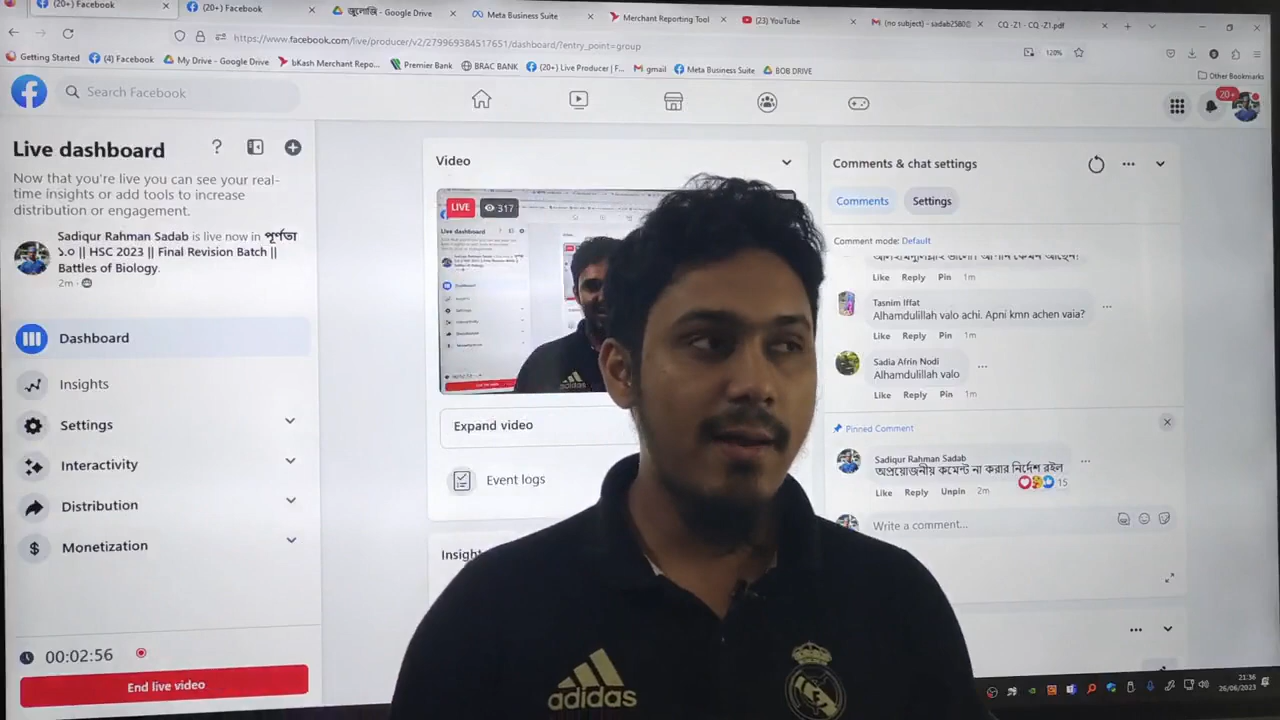 (20+) Facebook
(20+) Facebook
জুলোজি - Google Drive
Meta Business Suite
Merchant Reporting Tool
(23) YouTube
(no subject) - sadab2580@
CQ -Z1 - CQ -Z1.pdf
https://www.facebook.com/live/producer/v2/279969384517651/dashboard/?entry_point=group
120%
Getting Started
(4) Facebook
My Drive - Google Drive
bKash Merchant Repo...
Premier Bank
BRAC BANK
(20+) Live Producer | F...
gmail
Meta Business Suite
BOB DRIVE
Other Bookmarks
Search Facebook
20+
Live dashboard
Now that you're live you can see your real-
time insights or add tools to increase
distribution or engagement.
Sadiqur Rahman Sadab is live now in পূর্ণতা
১.০ || HSC 2023 || Final Revision Batch ||
Battles of Biology.
2m
Dashboard
Insights
Settings
Interactivity
Distribution
Monetization
00:02:56
End live video
Video
LIVE
317
Live dashboard
Expand video
Event logs
Comments & chat settings
Comments
Settings
Comment mode: Default
Like Reply Pin 1m
Tasnim Iffat
Alhamdulillah valo achi. Apni kmn achen vaia?
Like Reply Pin 1m
Sadia Afrin Nodi
Alhamdulillah valo
Like Reply Pin 1m
Pinned Comment
Sadiqur Rahman Sadab
অপ্রয়োজনীয় কমেন্ট না করার নির্দেশ রইল
15
Like Reply Unpin 2m
Write a comment...
adidas
adidas
21:36
26/06/2023